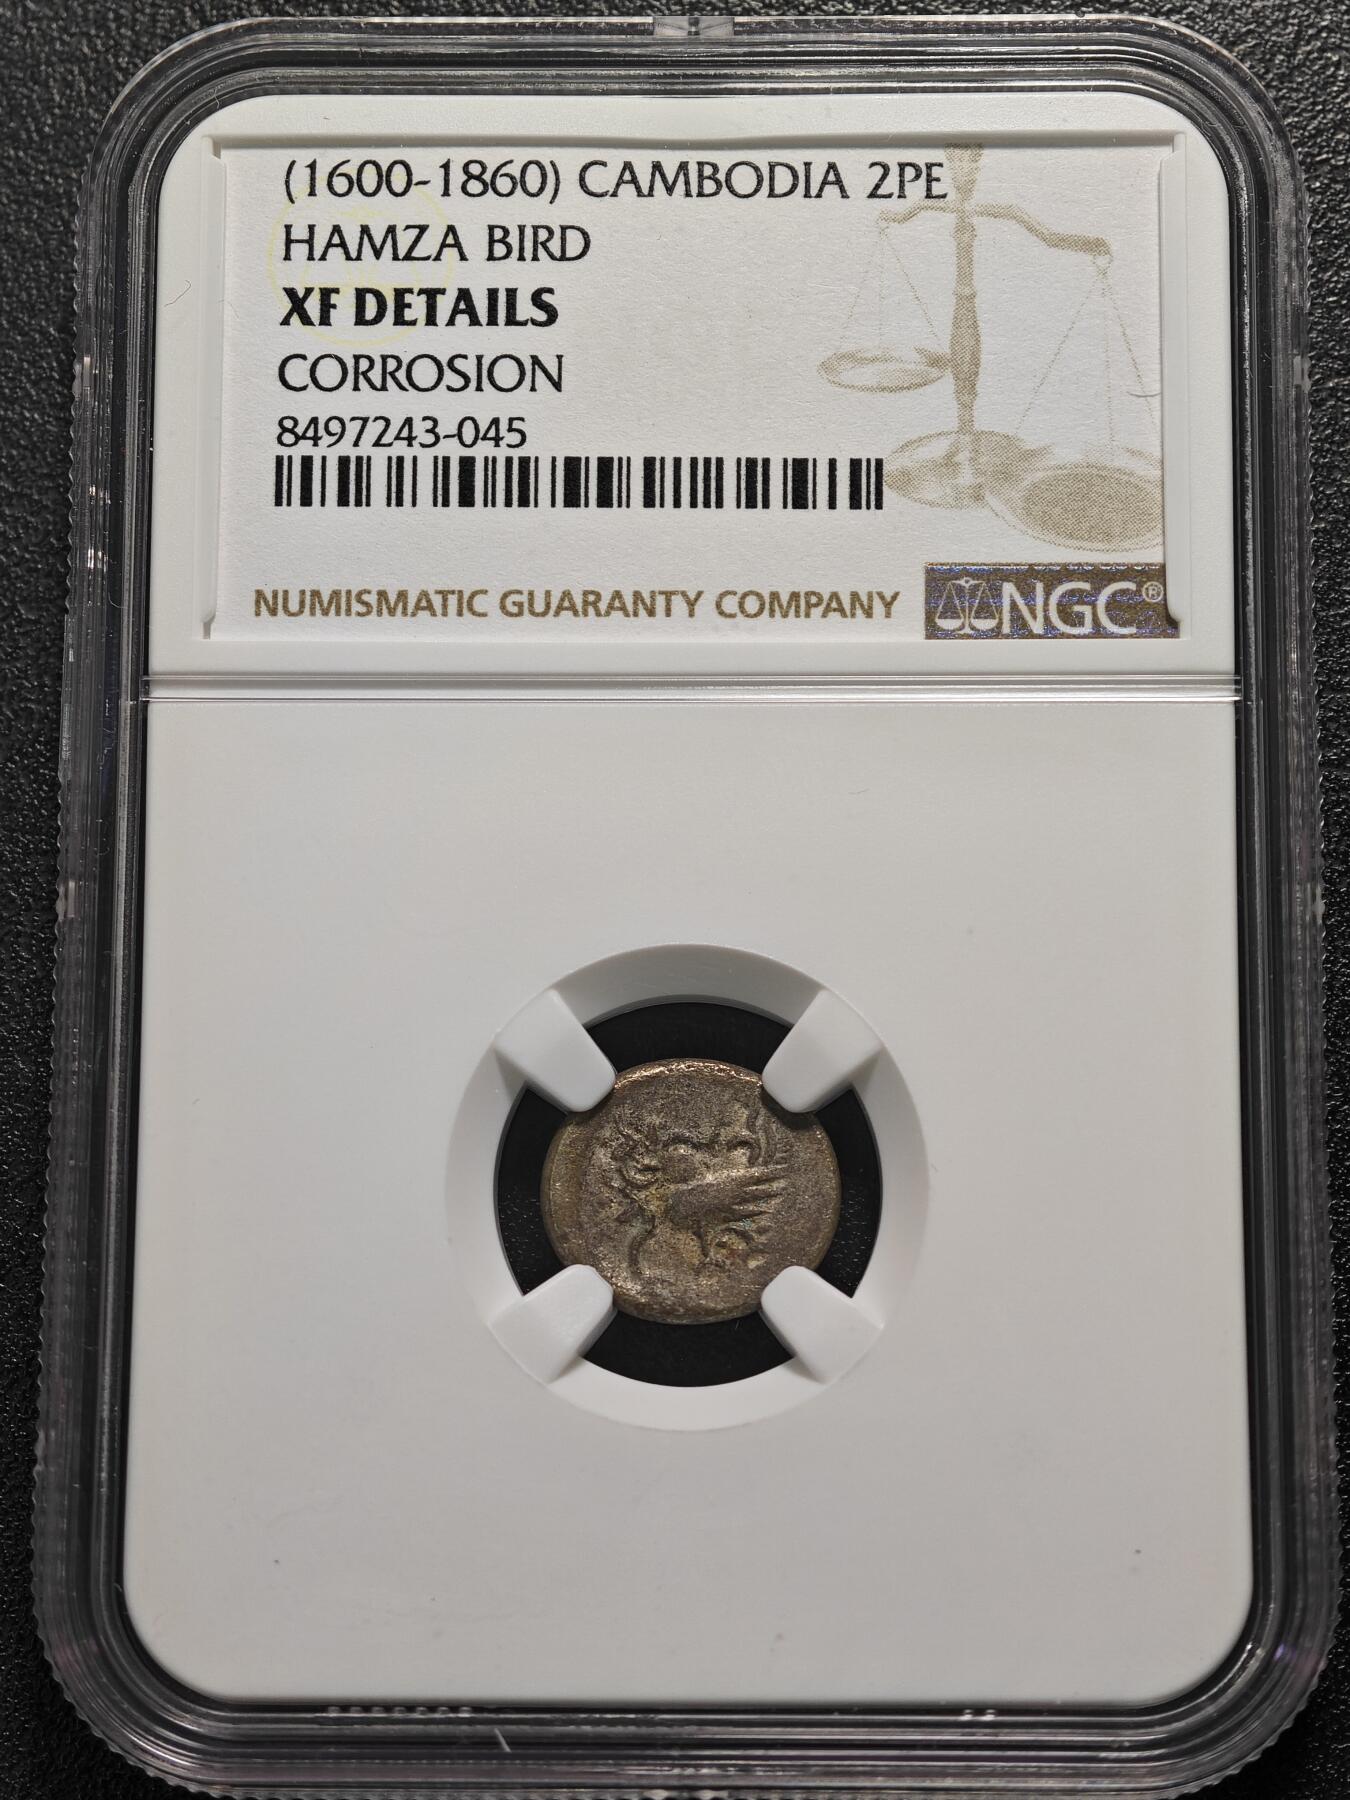 (1600-1860) CAMBODIA 2PE
HAMZA BIRD
XF DETAILS
CORROSION
8497243-045
NUMISMATIC GUARANTY COMPANY NGC®